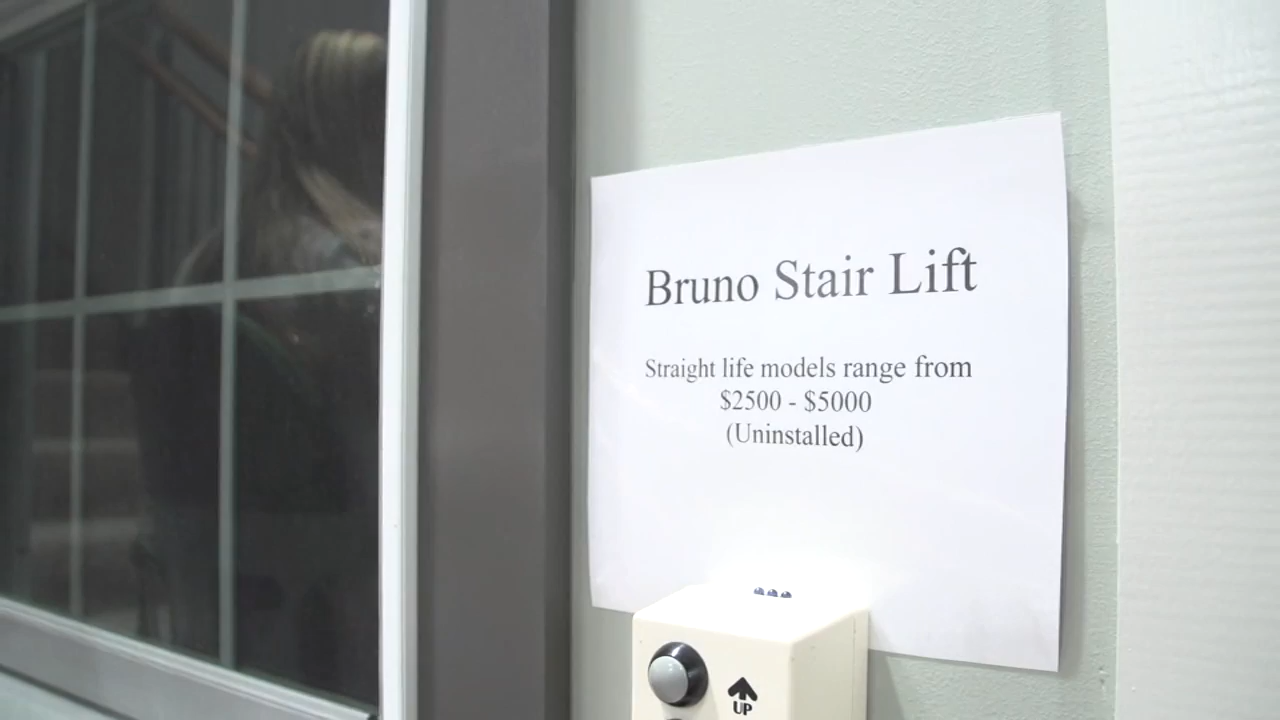 Bruno Stair Lift
Straight life models range from
$2500 - $5000
(Uninstalled)
UP